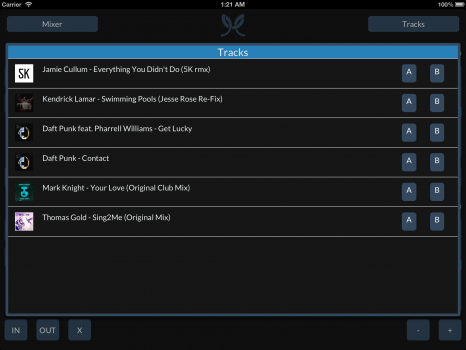 Carrier 1:21 AM 100%
Mixer Tracks
Tracks
5K Jamie Cullum - Everything You Didn't Do (5K rmx) A B
Kendrick Lamar - Swimming Pools (Jesse Rose Re-Fix) A B
Daft Punk feat. Pharrell Williams - Get Lucky A B
Daft Punk - Contact A B
Mark Knight - Your Love (Original Club Mix) A B
Thomas Gold - Sing2Me (Original Mix) A B
IN OUT X - +